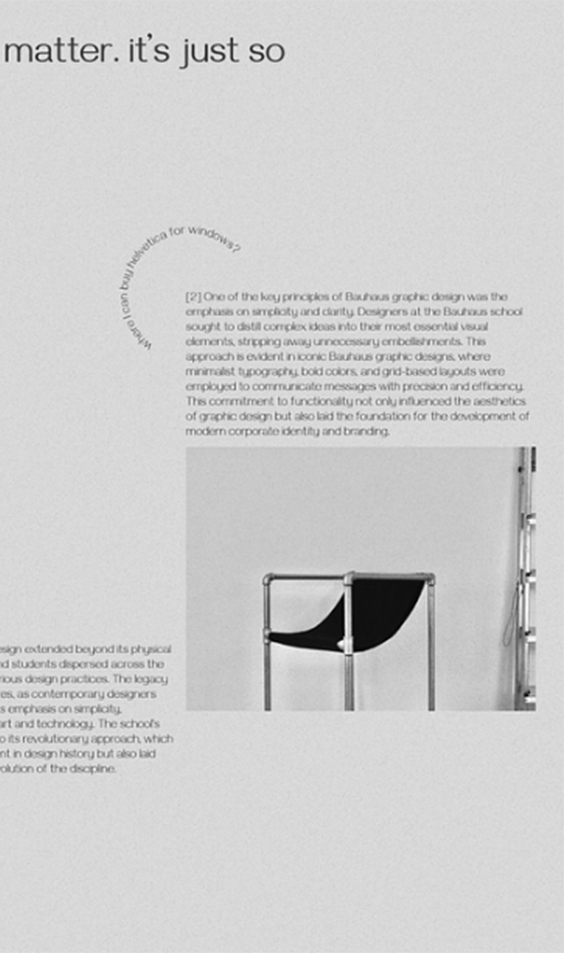 matter. it's just so
where I can buy helvetica for windows?
[2] One of the key principles of Bauhaus graphic design was the
emphasis on simplicity and clarity. Designers at the Bauhaus school
sought to distill complex ideas into their most essential visual
elements, stripping away unnecessary embellishments. This
approach is evident in iconic Bauhaus graphic designs, where
minimalist typography, bold colors, and grid-based layouts were
employed to communicate messages with precision and efficiency.
This commitment to functionality not only influenced the aesthetics
of graphic design but also laid the foundation for the development of
modern corporate identity and branding.
esign extended beyond its physical
nd students dispersed across the
rious design practices. The legacy
es, as contemporary designers
s emphasis on simplicity,
art and technology. The school's
o its revolutionary approach, which
nt in design history but also laid
olution of the discipline.